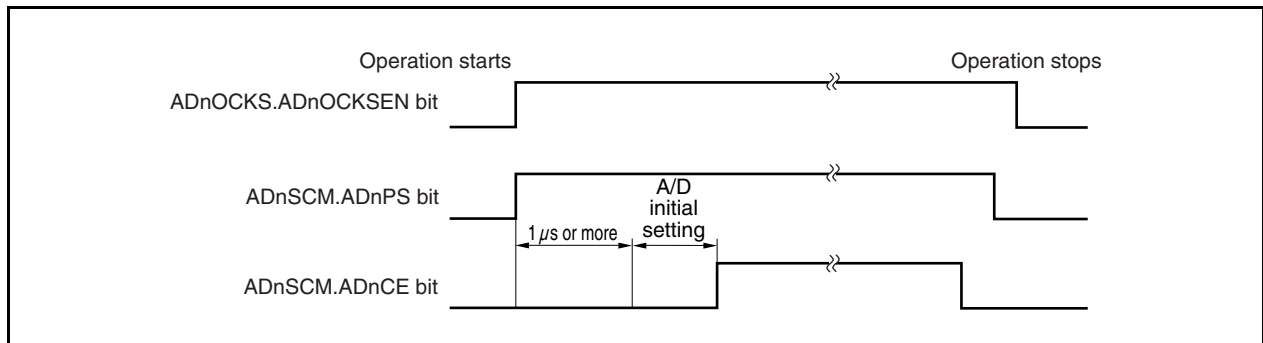 Operation starts
Operation stops
ADnOCKS.ADnOCKSEN bit
ADnSCM.ADnPS bit
A/D
initial
setting
1 µs or more
ADnSCM.ADnCE bit